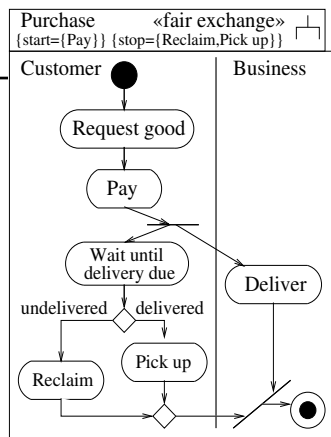 Purchase «fair exchange»
{start={Pay}} {stop={Reclaim,Pick up}}
Customer Business
Request good
Pay
Wait until
delivery due
Deliver
undelivered delivered
Pick up
Reclaim